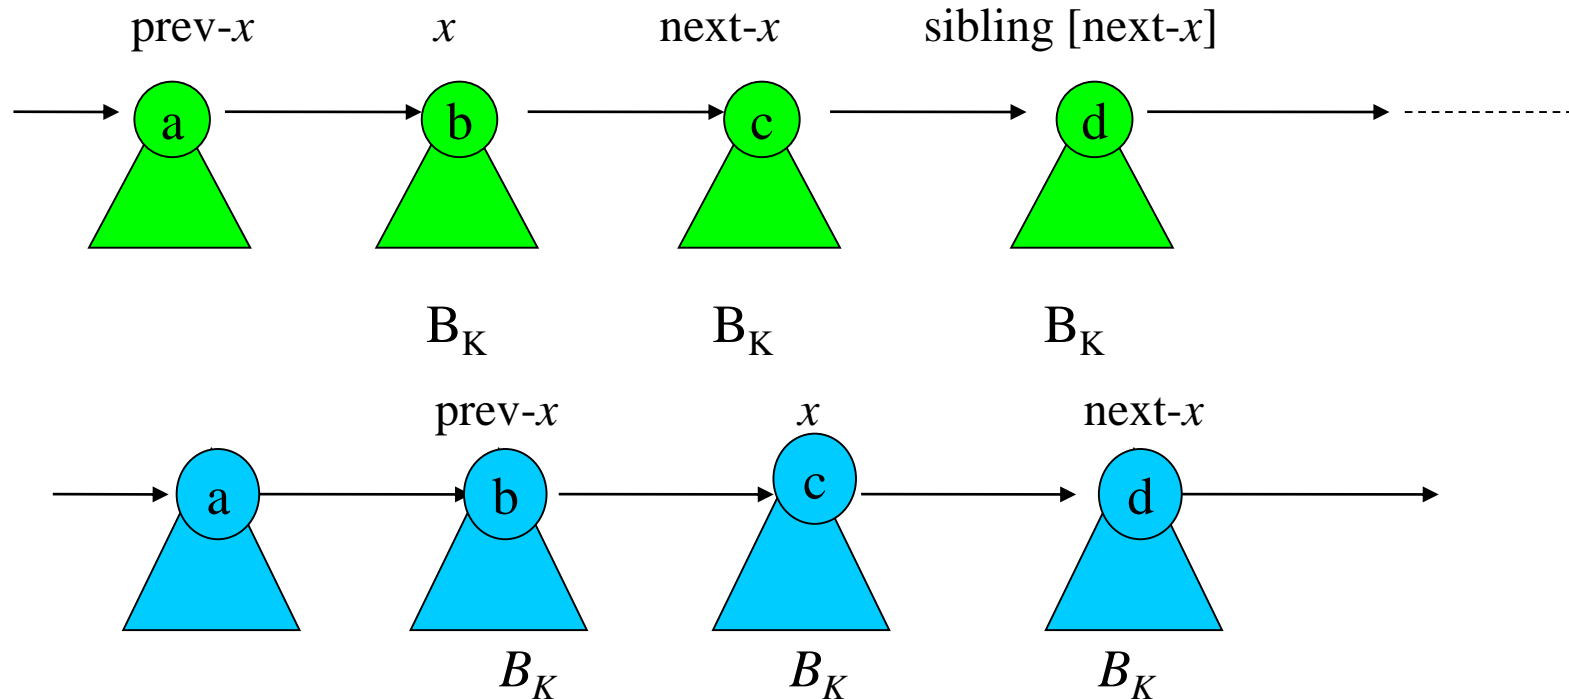 prev-x x next-x sibling [next-x]
a b c d
B_K B_K B_K
prev-x x next-x
a b c d
B_K B_K B_K